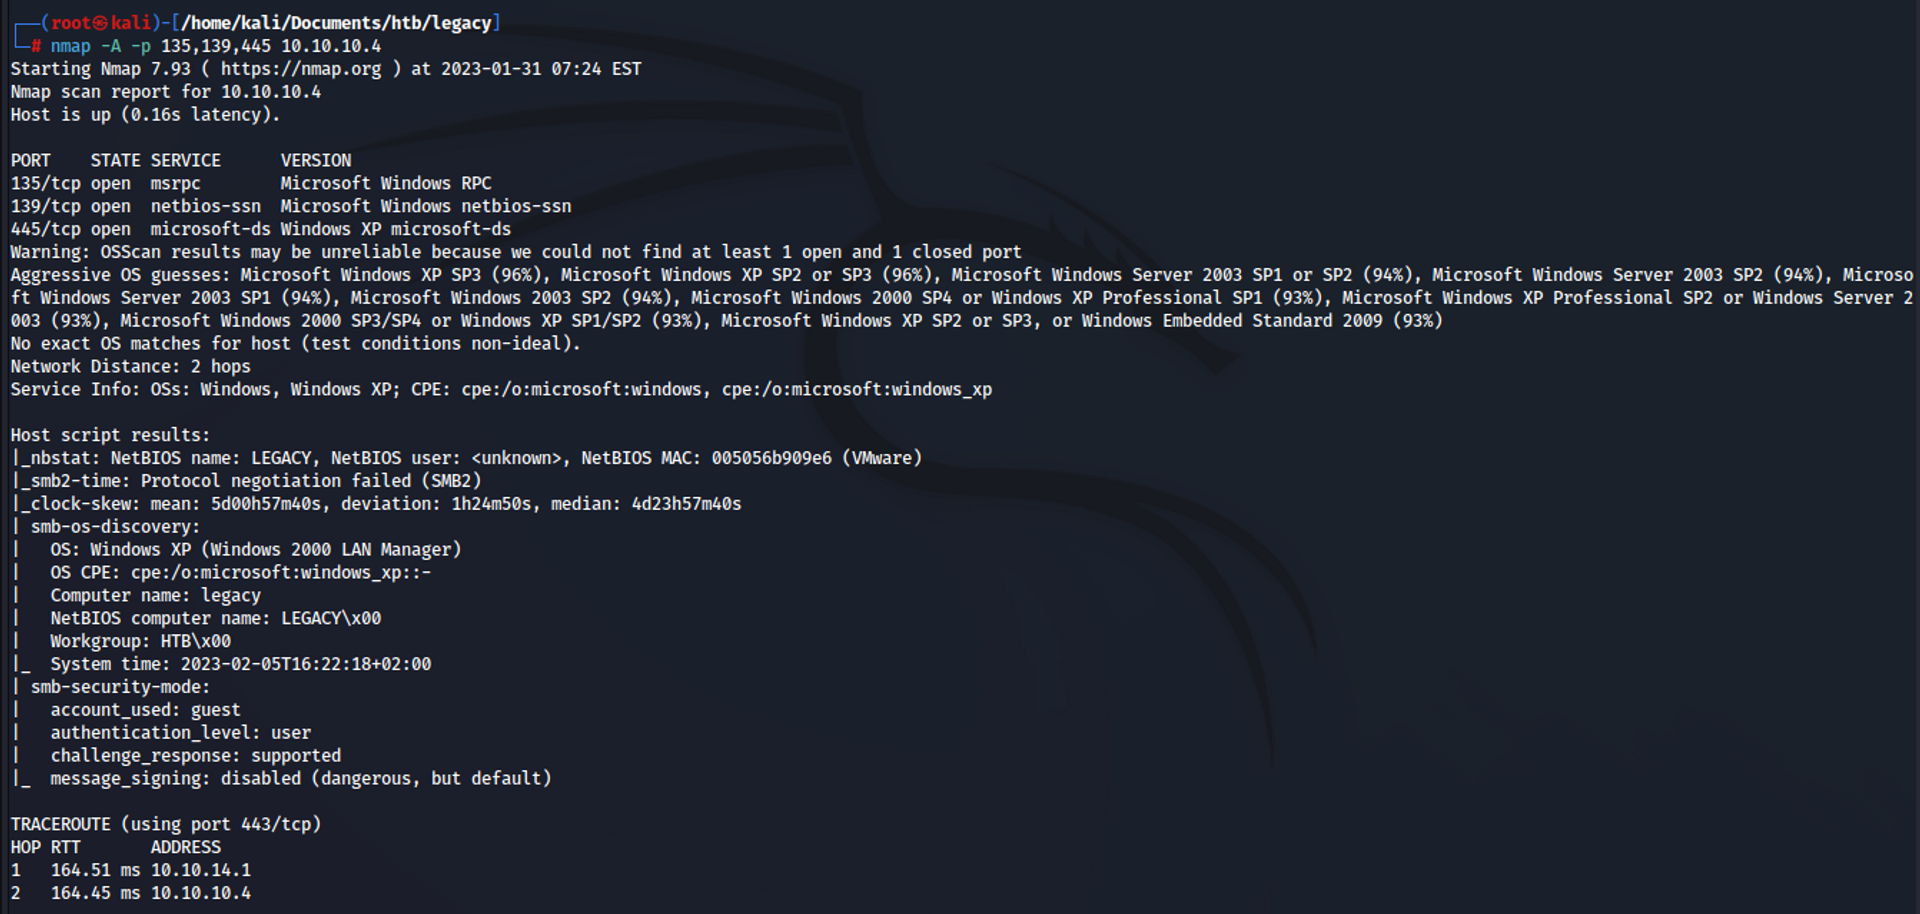 (root㉿kali)-[/home/kali/Documents/htb/legacy]
# nmap -A -p 135,139,445 10.10.10.4
Starting Nmap 7.93 ( https://nmap.org ) at 2023-01-31 07:24 EST
Nmap scan report for 10.10.10.4
Host is up (0.16s latency).
PORT    STATE SERVICE      VERSION
135/tcp open  msrpc        Microsoft Windows RPC
139/tcp open  netbios-ssn  Microsoft Windows netbios-ssn
445/tcp open  microsoft-ds Windows XP microsoft-ds
Warning: OSScan results may be unreliable because we could not find at least 1 open and 1 closed port
Aggressive OS guesses: Microsoft Windows XP SP3 (96%), Microsoft Windows XP SP2 or SP3 (96%), Microsoft Windows Server 2003 SP1 or SP2 (94%), Microsoft Windows Server 2003 SP2 (94%), Microso
ft Windows Server 2003 SP1 (94%), Microsoft Windows 2003 SP2 (94%), Microsoft Windows 2000 SP4 or Windows XP Professional SP1 (93%), Microsoft Windows XP Professional SP2 or Windows Server 2
003 (93%), Microsoft Windows 2000 SP3/SP4 or Windows XP SP1/SP2 (93%), Microsoft Windows XP SP2 or SP3, or Windows Embedded Standard 2009 (93%)
No exact OS matches for host (test conditions non-ideal).
Network Distance: 2 hops
Service Info: OSs: Windows, Windows XP; CPE: cpe:/o:microsoft:windows, cpe:/o:microsoft:windows_xp
Host script results:
|_nbstat: NetBIOS name: LEGACY, NetBIOS user: <unknown>, NetBIOS MAC: 005056b909e6 (VMware)
|_smb2-time: Protocol negotiation failed (SMB2)
|_clock-skew: mean: 5d00h57m40s, deviation: 1h24m50s, median: 4d23h57m40s
| smb-os-discovery:
|   OS: Windows XP (Windows 2000 LAN Manager)
|   OS CPE: cpe:/o:microsoft:windows_xp::-
|   Computer name: legacy
|   NetBIOS computer name: LEGACY\x00
|   Workgroup: HTB\x00
|_  System time: 2023-02-05T16:22:18+02:00
| smb-security-mode:
|   account_used: guest
|   authentication_level: user
|   challenge_response: supported
|_  message_signing: disabled (dangerous, but default)
TRACEROUTE (using port 443/tcp)
HOP RTT       ADDRESS
1   164.51 ms 10.10.14.1
2   164.45 ms 10.10.10.4